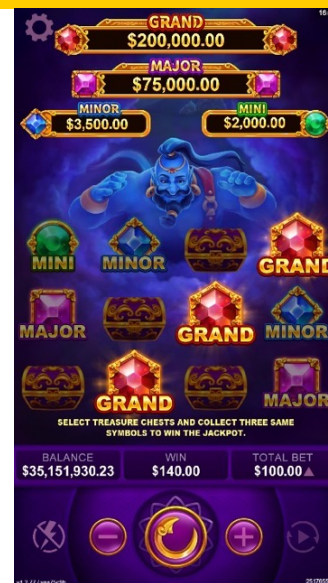 GRAND
$200,000.00
MAJOR
$75,000.00
MINOR MINI
$3,500.00 $2,000.00
MINI MINOR GRAND
MAJOR GRAND MINOR
GRAND MAJOR
SELECT TREASURE CHESTS AND COLLECT THREE SAME
SYMBOLS TO WIN THE JACKPOT.
BALANCE WIN TOTAL BET
$35,151,930.23 $140.00 $100.00